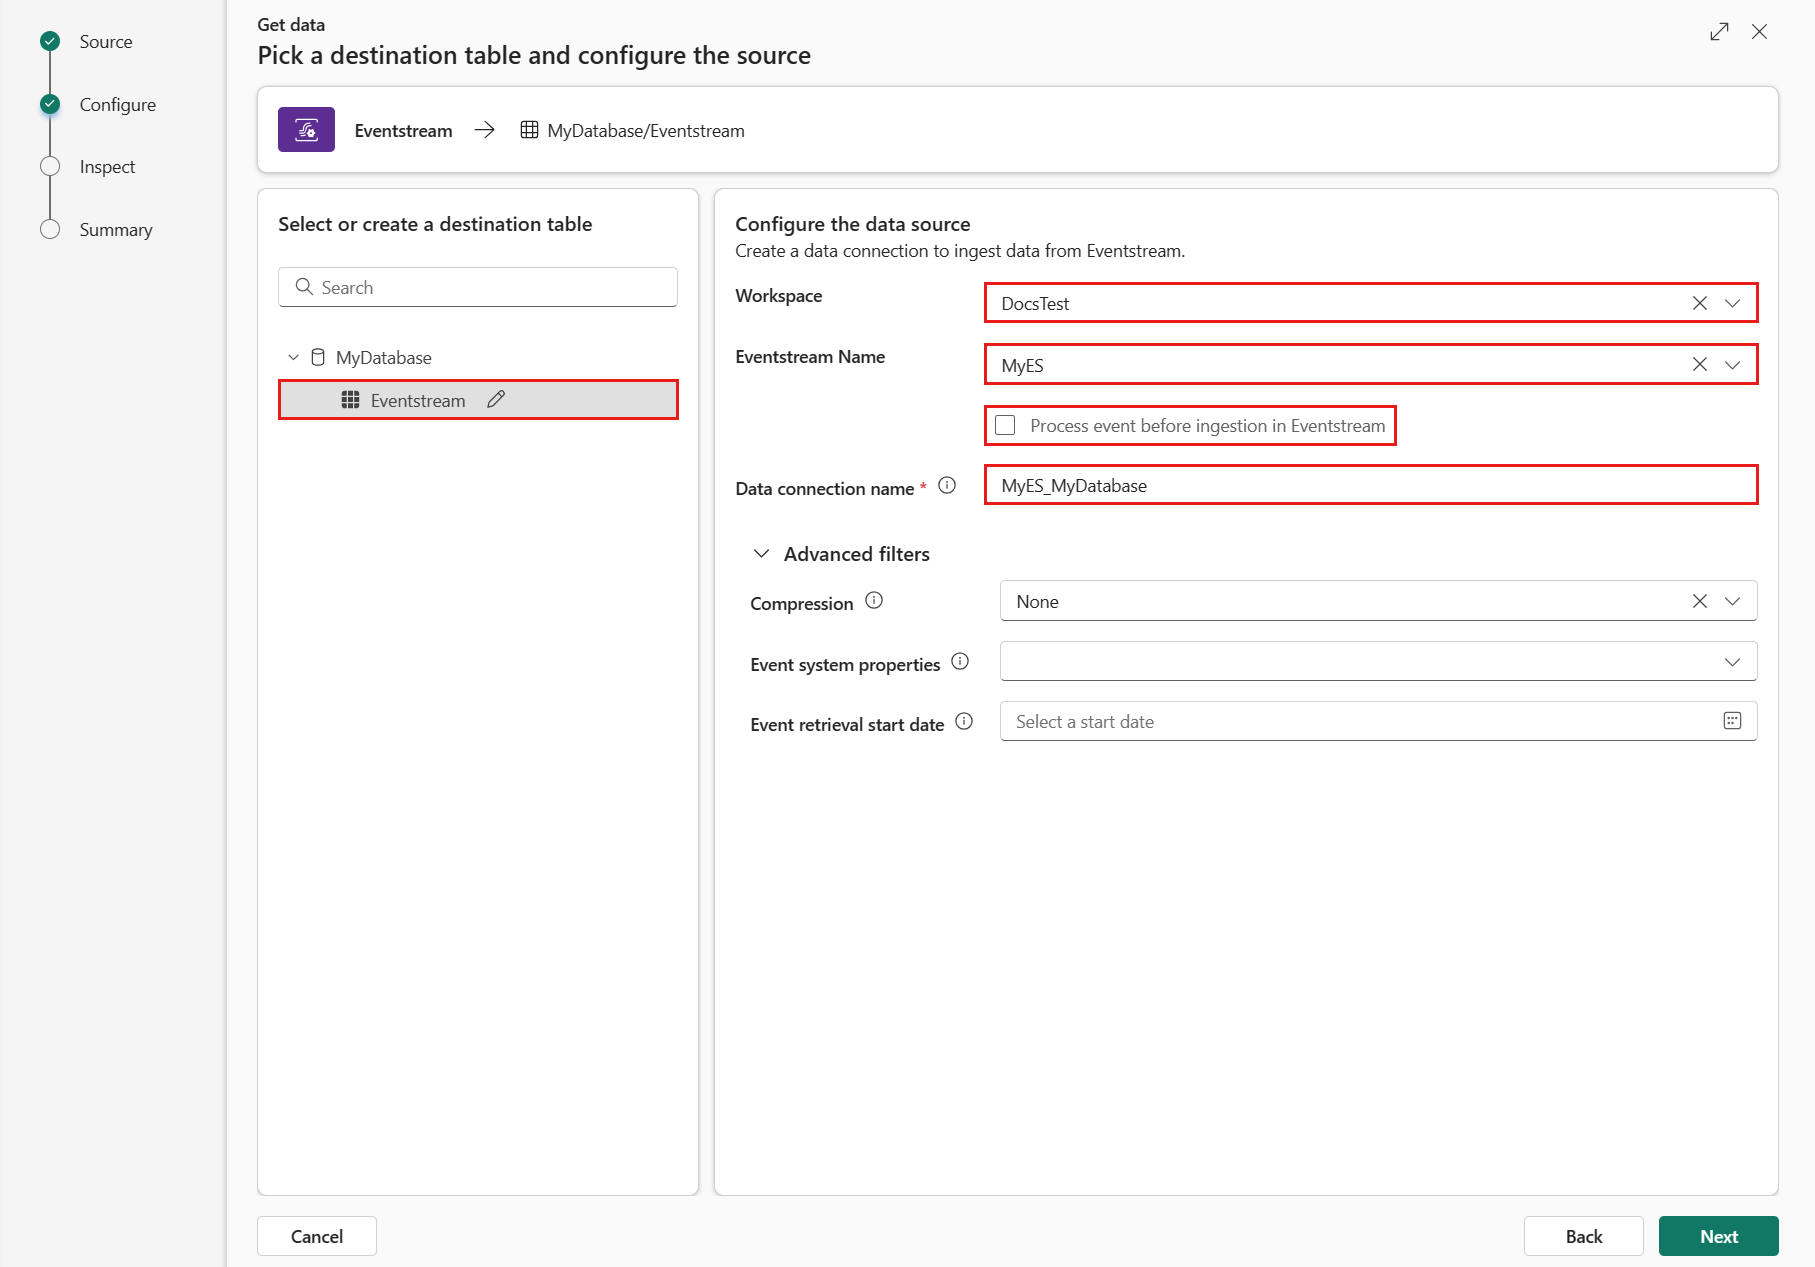 Source
Configure
Inspect
Summary
Get data
Pick a destination table and configure the source
Eventstream
MyDatabase/Eventstream
Select or create a destination table
Search
MyDatabase
Eventstream
Configure the data source
Create a data connection to ingest data from Eventstream.
Workspace
DocsTest
Eventstream Name
MyES
Process event before ingestion in Eventstream
Data connection name *
MyES_MyDatabase
Advanced filters
Compression
None
Event system properties
Event retrieval start date
Select a start date
Cancel
Back
Next